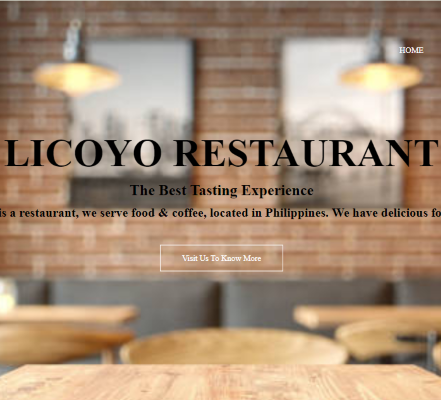 HOME
LICOYO RESTAURANT
The Best Tasting Experience
is a restaurant, we serve food & coffee, located in Philippines. We have delicious fo
Visit Us To Know More